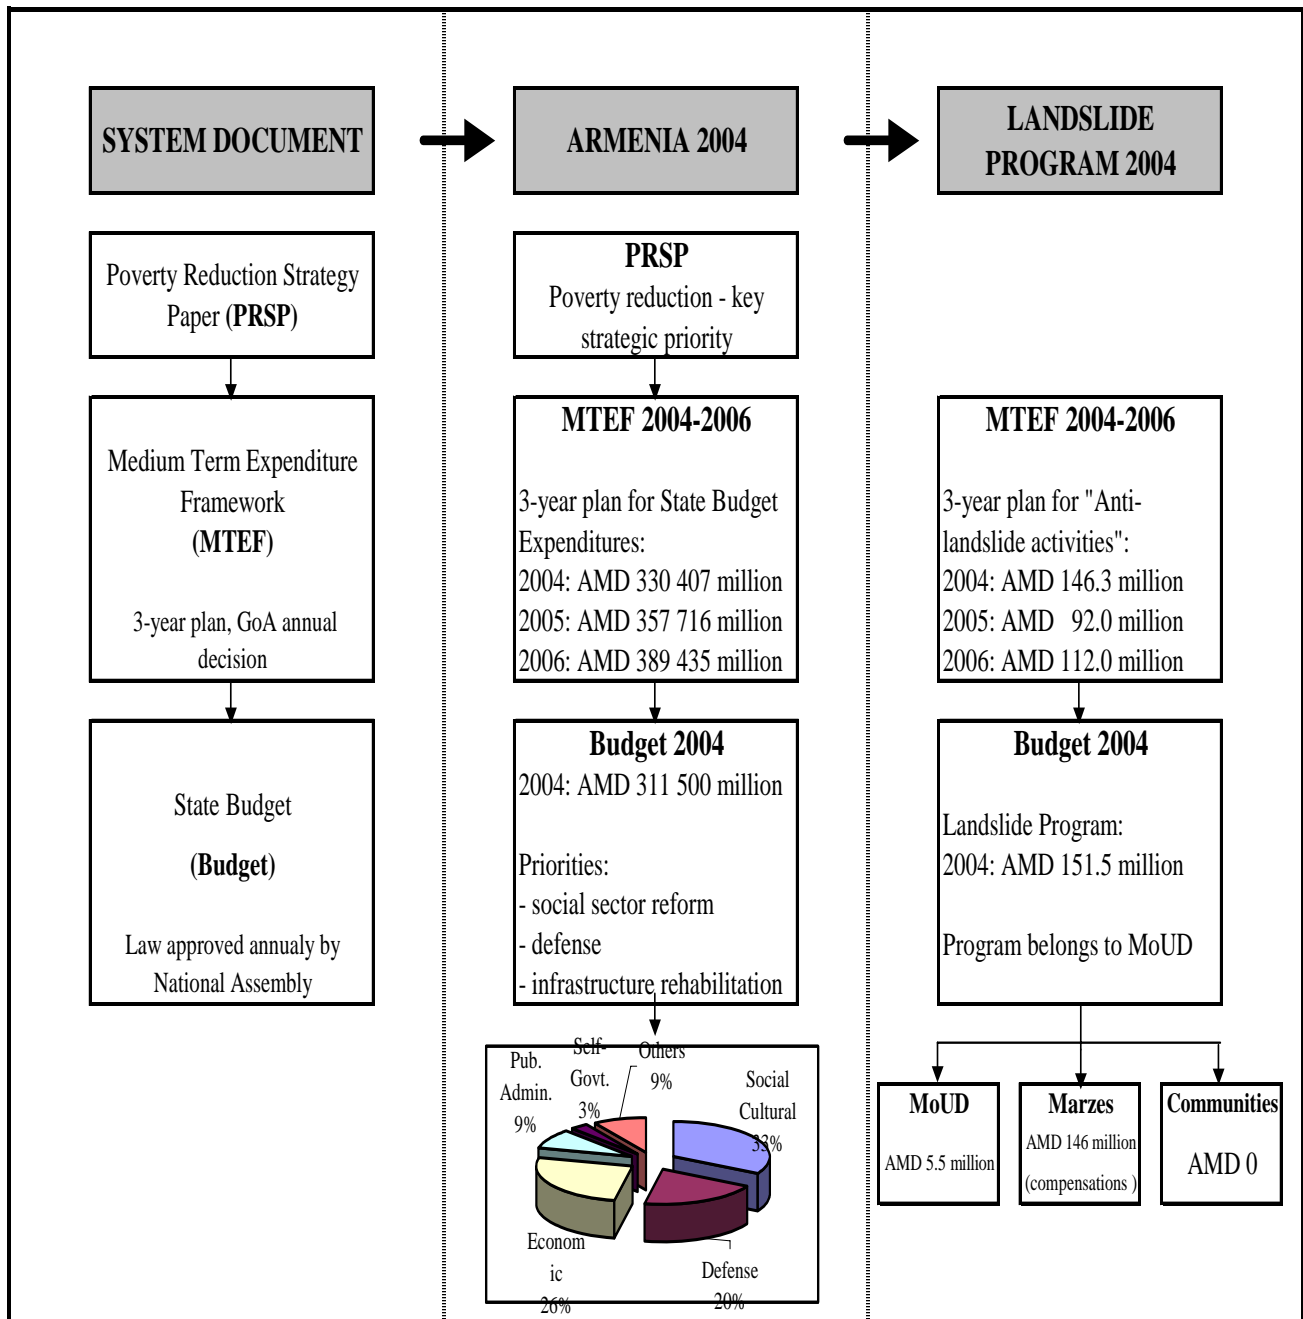 SYSTEM DOCUMENT
ARMENIA 2004
LANDSLIDE
PROGRAM 2004
Poverty Reduction Strategy
Paper (PRSP)
PRSP
Poverty reduction - key
strategic priority
Medium Term Expenditure
Framework
(MTEF)
3-year plan, GoA annual
decision
MTEF 2004-2006
3-year plan for State Budget
Expenditures:
2004: AMD 330 407 million
2005: AMD 357 716 million
2006: AMD 389 435 million
MTEF 2004-2006
3-year plan for "Anti-
landslide activities":
2004: AMD 146.3 million
2005: AMD 92.0 million
2006: AMD 112.0 million
State Budget
(Budget)
Law approved annualy by
National Assembly
Budget 2004
2004: AMD 311 500 million
Priorities:
- social sector reform
- defense
- infrastructure rehabilitation
Budget 2004
Landslide Program:
2004: AMD 151.5 million
Program belongs to MoUD
Pub.
Admin.
9%
Self-
Govt.
3%
Others
9%
Social
Cultural
33%
Econom
ic
26%
Defense
20%
MoUD
AMD 5.5 million
Marzes
AMD 146 million
(compensations )
Communities
AMD 0